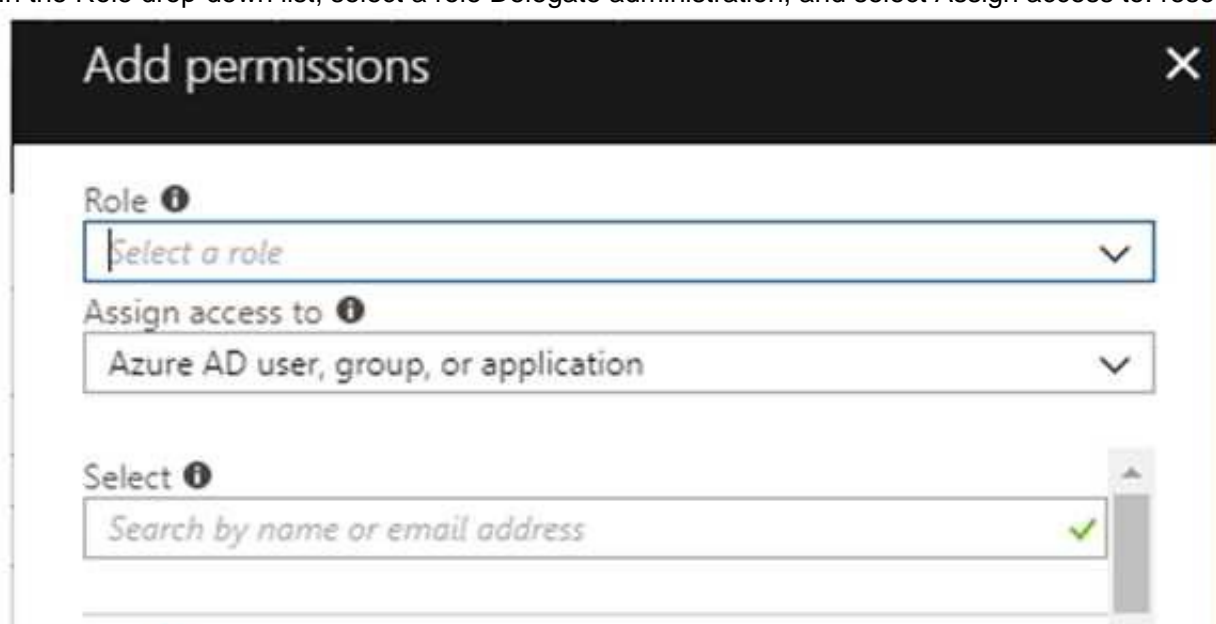 the Role drop-down list, select a role Delegate administration, and select Assign access to:
Add permissions
Role
Select a role
Assign access to
Azure AD user, group, or application
Select
Search by name or email address